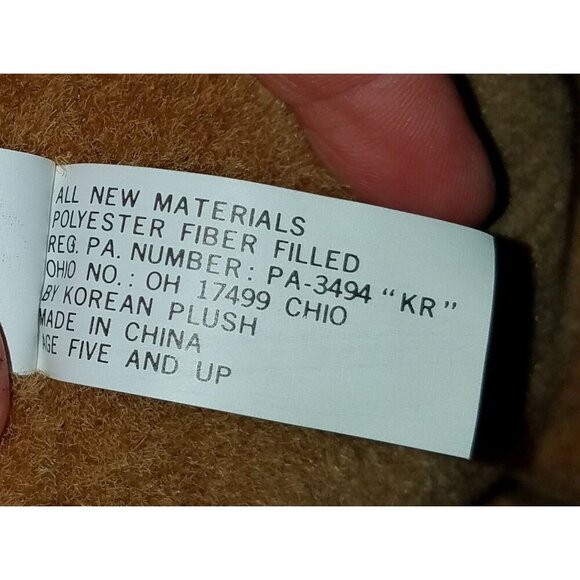 ALL NEW MATERIALS
POLYESTER FIBER FILLED
REG. PA. NUMBER: PA-3494 "KR"
OHIO NO.: OH 17499 CHIO
BY KOREAN PLUSH
MADE IN CHINA
AGE FIVE AND UP